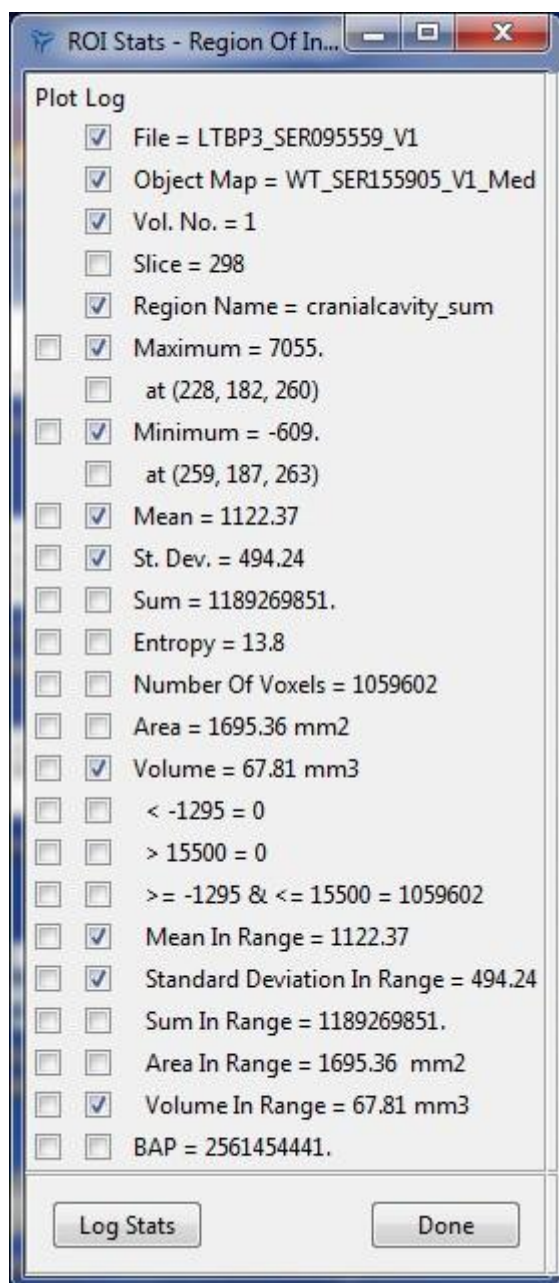 ROI Stats - Region Of In...
Plot Log
File = LTBP3_SER095559_V1
Object Map = WT_SER155905_V1_Med
Vol. No. = 1
Slice = 298
Region Name = cranialcavity_sum
Maximum = 7055.
at (228, 182, 260)
Minimum = -609.
at (259, 187, 263)
Mean = 1122.37
St. Dev. = 494.24
Sum = 1189269851.
Entropy = 13.8
Number Of Voxels = 1059602
Area = 1695.36 mm2
Volume = 67.81 mm3
< -1295 = 0
> 15500 = 0
>= -1295 & <= 15500 = 1059602
Mean In Range = 1122.37
Standard Deviation In Range = 494.24
Sum In Range = 1189269851.
Area In Range = 1695.36  mm2
Volume In Range = 67.81 mm3
BAP = 2561454441.
Log Stats Done